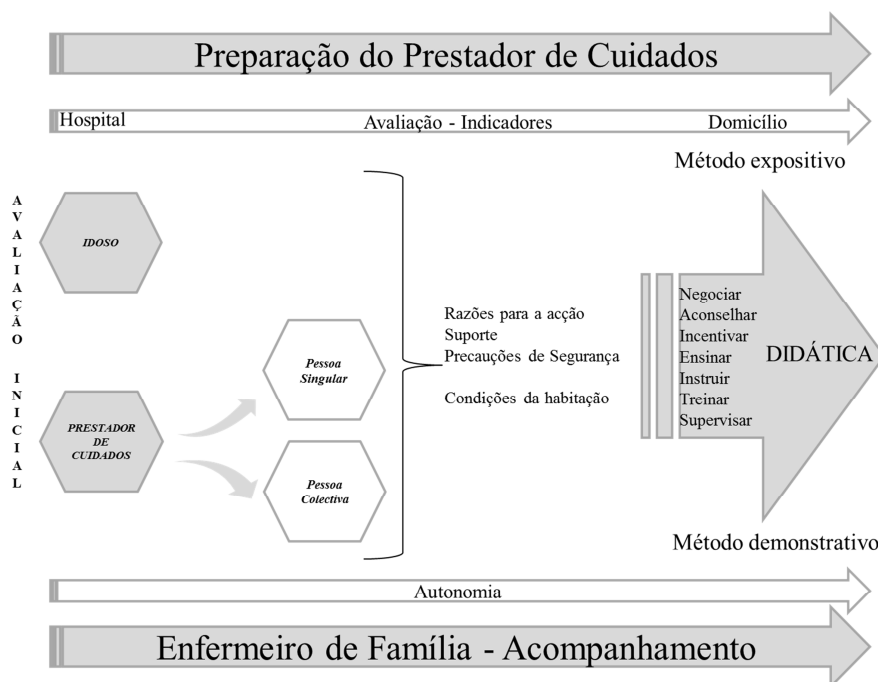 Preparação do Prestador de Cuidados
Hospital
Avaliação - Indicadores
Domicílio
Método expositivo
AVALIAÇÃO INICIAL
IDOSO
PRESTADOR
DE
CUIDADOS
Pessoa
Singular
Pessoa
Colectiva
Razões para a acção
Suporte
Precauções de Segurança
Condições da habitação
Negociar
Aconselhar
Incentivar
Ensinar
Instruir
Treinar
Supervisar
DIDÁTICA
Método demonstrativo
Autonomia
Enfermeiro de Família - Acompanhamento